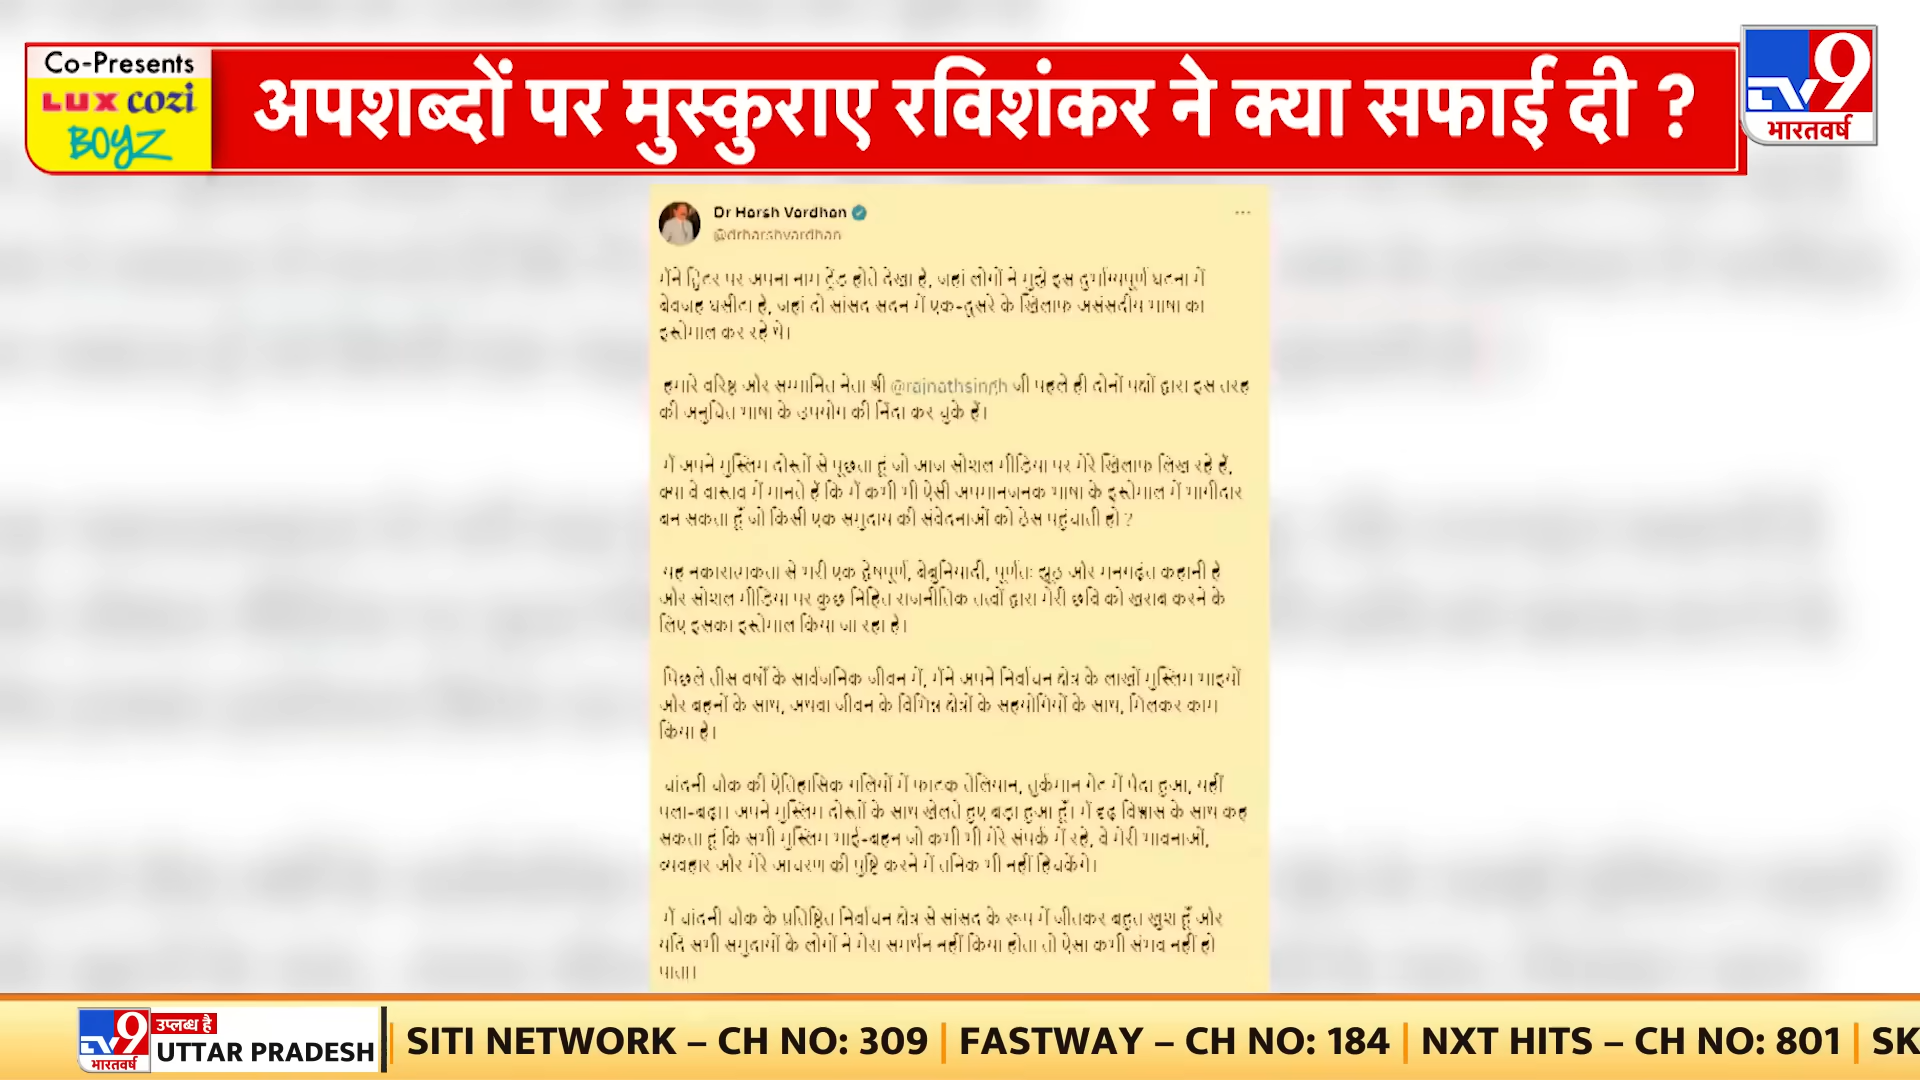 Co-Presents
LUX cozi
BOYZ
अपशब्दों पर मुस्कुराए रविशंकर ने क्या सफाई दी ?
TV9
भारतवर्ष
Dr Harsh Vardhan
@drharshvardhan
मैंने ट्विटर पर अपना नाम ट्रेंड होते देखा है, जहां लोगों ने मुझे इस दुर्भाग्यपूर्ण घटना में
बेवजह घसीटा है, जहां दो सांसद सदन में एक-दूसरे के खिलाफ असंसदीय भाषा का
इस्तेमाल कर रहे थे।
हमारे वरिष्ठ और सम्मानित नेता श्री @rajnathsingh जी पहले ही दोनों पक्षों द्वारा इस तरह
की अनुचित भाषा के उपयोग की निंदा कर चुके हैं।
मैं अपने मुस्लिम दोस्तों से पूछता हूं जो आज सोशल मीडिया पर मेरे खिलाफ लिख रहे हैं,
क्या वे वास्तव में मानते हैं कि मैं कभी भी ऐसी अपमानजनक भाषा के इस्तेमाल में भागीदार
बन सकता हूँ जो किसी एक समुदाय की संवेदनाओं को ठेस पहुंचाती हो ?
यह नकारात्मकता से भरी एक द्वेषपूर्ण, बेबुनियादी, पूर्णतः झूठ और मनगढ़ंत कहानी है
और सोशल मीडिया पर कुछ निहित राजनीतिक तत्वों द्वारा मेरी छवि को खराब करने के
लिए इसका इस्तेमाल किया जा रहा है।
पिछले तीस वर्षों के सार्वजनिक जीवन में, मैंने अपने निर्वाचन क्षेत्र के लाखों मुस्लिम भाइयों
और बहनों के साथ, अथवा जीवन के विभिन्न क्षेत्रों के सहयोगियों के साथ, मिलकर काम
किया है।
चांदनी चौक की ऐतिहासिक गलियों में फाटक तेलियान, तुर्कमान गेट में पैदा हुआ, यहीं
पला-बढ़ा। अपने मुस्लिम दोस्तों के साथ खेलते हुए बड़ा हुआ हूँ। मैं दृढ़ विश्वास के साथ कह
सकता हूं कि सभी मुस्लिम भाई-बहन जो कभी भी मेरे संपर्क में रहे, वे मेरी भावनाओं,
व्यवहार और मेरे आचरण की पुष्टि करने में तनिक भी नहीं हिचकेंगे।
मैं चांदनी चौक के प्रतिष्ठित निर्वाचन क्षेत्र से सांसद के रूप में जीतकर बहुत खुश हूँ और
यदि सभी समुदायों के लोगों ने मेरा समर्थन नहीं किया होता तो ऐसा कभी संभव नहीं हो
पाता।
TV9
भारतवर्ष
उप्लब्ध है
UTTAR PRADESH
SITI NETWORK – CH NO: 309 | FASTWAY – CH NO: 184 | NXT HITS – CH NO: 801 | SK